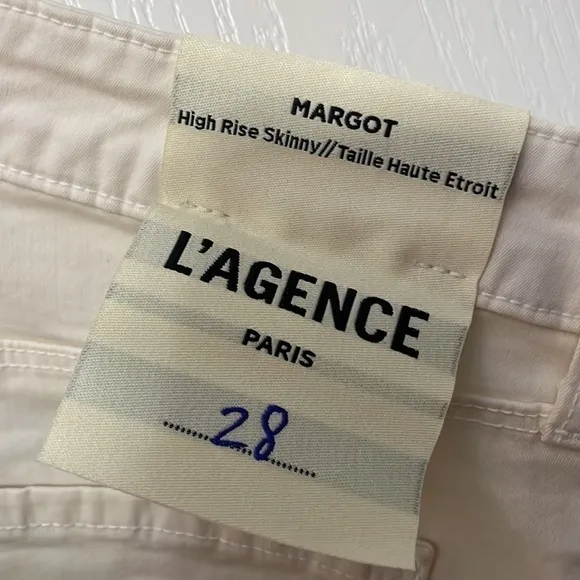 MARGOT
High Rise Skinny//Taille Haute Etroit
L'AGENCE
PARIS
28